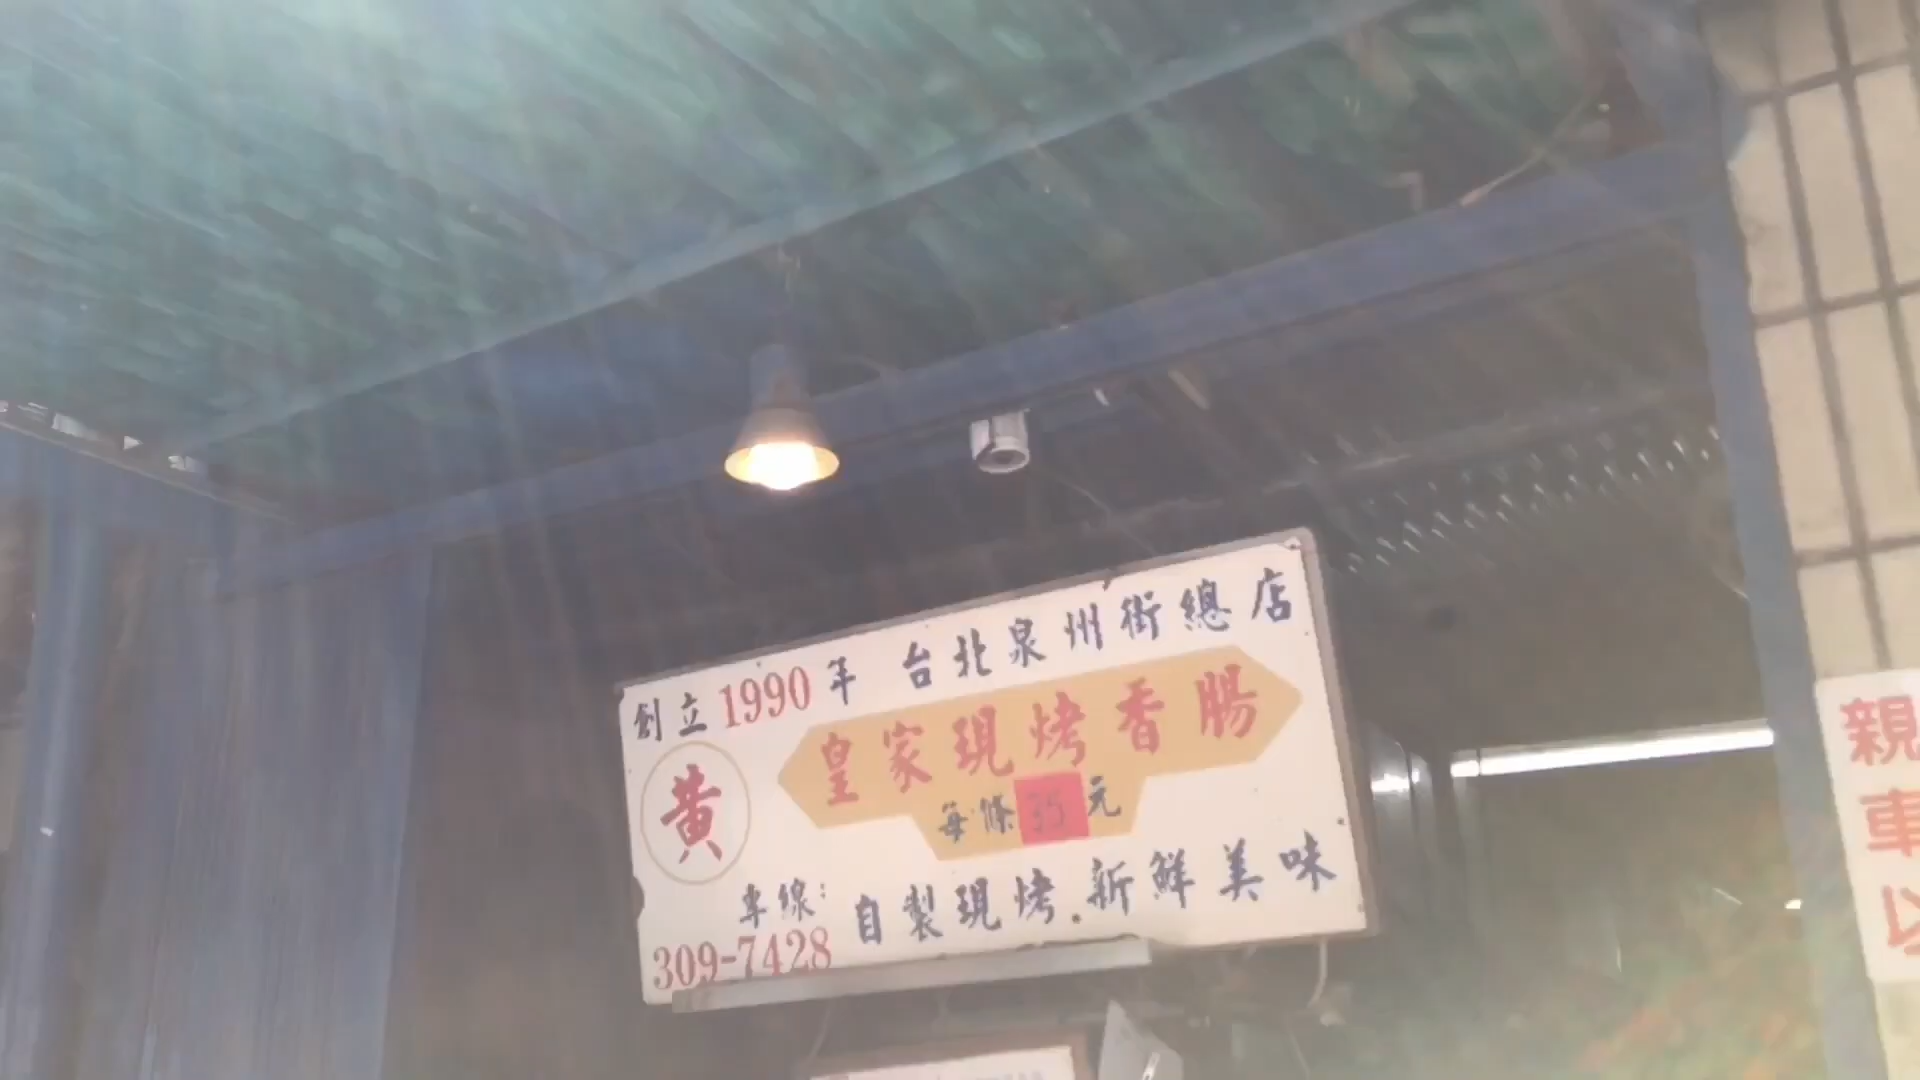 創立1990年 台北泉州街總店
皇家現烤香腸
每條35元
黃
專線:
309-7428
自製現烤.新鮮美味
親
車
以